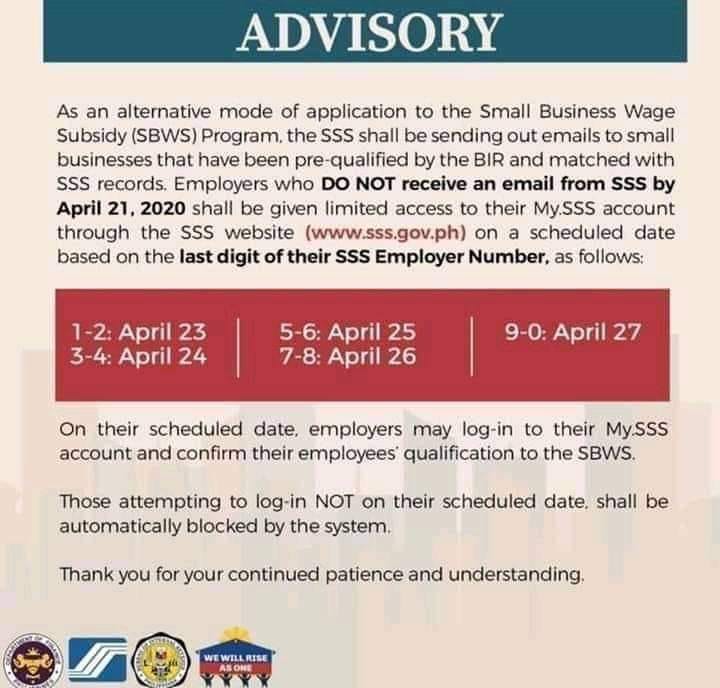 ADVISORY
As an alternative mode of application to the Small Business Wage
Subsidy (SBWS) Program, the SSS shall be sending out emails to small
businesses that have been pre-qualified by the BIR and matched with
SSS records. Employers who DO NOT receive an email from SSS by
April 21, 2020 shall be given limited access to their My.SSS account
through the SSS website (www.sss.gov.ph) on a scheduled date
based on the last digit of their SSS Employer Number, as follows:
1-2: April 23
3-4: April 24
5-6: April 25
7-8: April 26
9-0: April 27
On their scheduled date, employers may log-in to their My.SSS
account and confirm their employees' qualification to the SBWS.
Those attempting to log-in NOT on their scheduled date, shall be
automatically blocked by the system.
Thank you for your continued patience and understanding.
WE WILL RISE
AS ONE